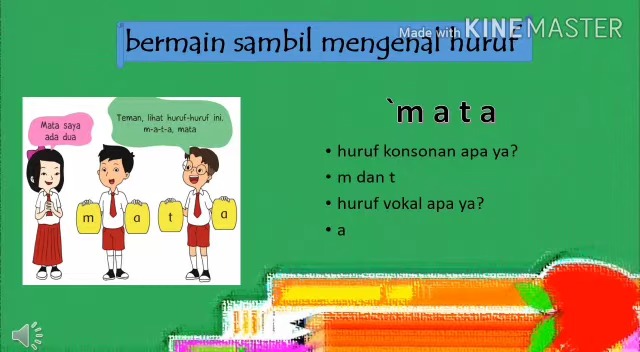 bermain sambil mengenal huruf
Made with KINEMASTER
Mata saya
ada dua
Teman, lihat huruf-huruf ini.
m-a-t-a, mata
m
a
t
a
`m a t a
• huruf konsonan apa ya?
• m dan t
• huruf vokal apa ya?
• a